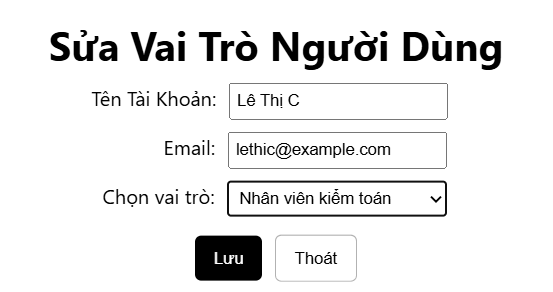 Sửa Vai Trò Người Dùng
Tên Tài Khoản: Lê Thị C
Email: lethic@example.com
Chọn vai trò: Nhân viên kiểm toán
Lưu Thoát